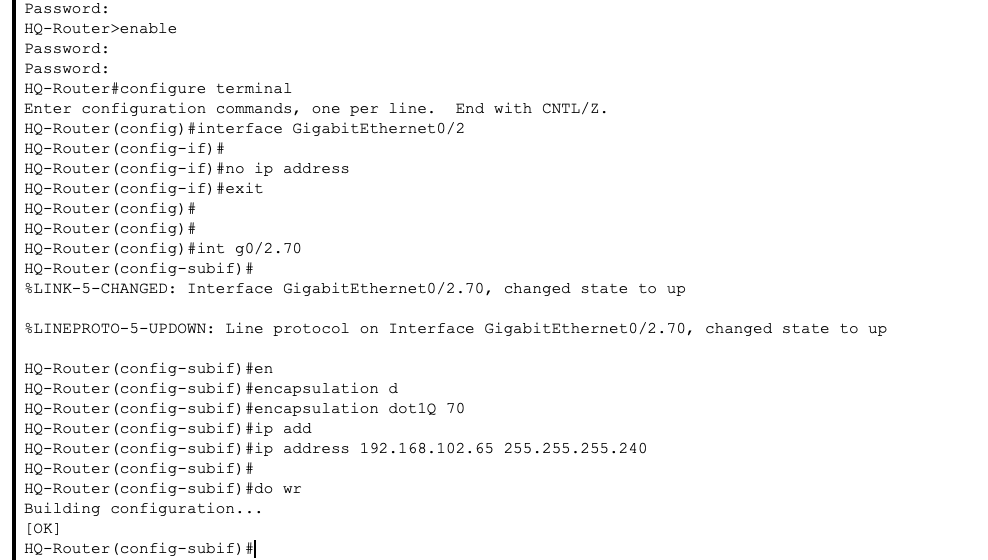 Password:
HQ-Router>enable
Password:
Password:
HQ-Router#configure terminal
Enter configuration commands, one per line.  End with CNTL/Z.
HQ-Router(config)#interface GigabitEthernet0/2
HQ-Router(config-if)#
HQ-Router(config-if)#no ip address
HQ-Router(config-if)#exit
HQ-Router(config)#
HQ-Router(config)#
HQ-Router(config)#int g0/2.70
HQ-Router(config-subif)#
%LINK-5-CHANGED: Interface GigabitEthernet0/2.70, changed state to up
%LINEPROTO-5-UPDOWN: Line protocol on Interface GigabitEthernet0/2.70, changed state to up
HQ-Router(config-subif)#en
HQ-Router(config-subif)#encapsulation d
HQ-Router(config-subif)#encapsulation dot1Q 70
HQ-Router(config-subif)#ip add
HQ-Router(config-subif)#ip address 192.168.102.65 255.255.255.240
HQ-Router(config-subif)#
HQ-Router(config-subif)#do wr
Building configuration...
[OK]
HQ-Router(config-subif)#